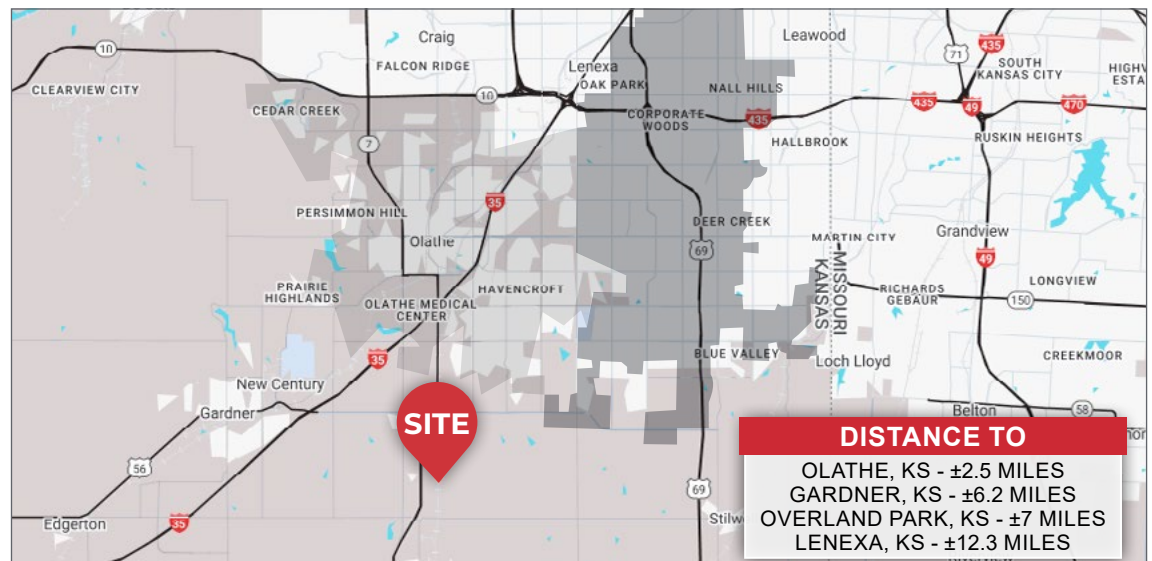 Craig
Leawood
10
FALCON RIDGE
Lenexa
OAK PARK
71
435
SOUTH
KANSAS CITY
CLEARVIEW CITY
CEDAR CREEK
10
NALL HILLS
435
49
470
CORPORATE
WOODS
435
HALLBROOK
RUSKIN HEIGHTS
7
35
PERSIMMON HILL
Olathe
DEER CREEK
69
MARTIN CITY
Grandview
49
MISSOURI
KANSAS
PRAIRIE
HIGHLANDS
HAVENCROFT
OLATHE MEDICAL
CENTER
RICHARDS
GEBAUR
LONGVIEW
150
35
BLUE VALLEY
Loch Lloyd
CREEKMOOR
New Century
Gardner
SITE
Belton
58
56
DISTANCE TO
OLATHE, KS - ±2.5 MILES
GARDNER, KS - ±6.2 MILES
OVERLAND PARK, KS - ±7 MILES
LENEXA, KS - ±12.3 MILES
69
Edgerton
35